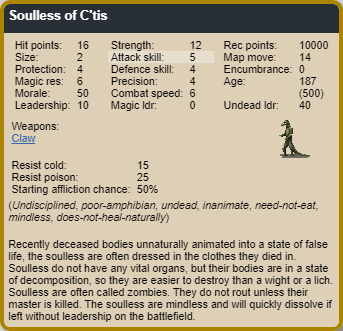 Soulless of C'tis
Hit points: 16 Strength: 12 Rec points: 10000
Size: 2 Attack skill: 5 Map move: 14
Protection: 4 Defence skill: 4 Encumbrance: 0
Magic res: 6 Precision: 4 Age: 187
Morale: 50 Combat speed: 6 (500)
Leadership: 10 Magic ldr: 0 Undead ldr: 40
Weapons:
Claw
Resist cold: 15
Resist poison: 25
Starting affliction chance: 50%
(Undisciplined, poor-amphibian, undead, inanimate, need-not-eat,
mindless, does-not-heal-naturally)
Recently deceased bodies unnaturally animated into a state of false
life, the soulless are often dressed in the clothes they died in.
Soulless do not have any vital organs, but their bodies are in a state
of decomposition, so they are easier to destroy than a wight or a lich.
Soulless are often called zombies. They do not rout unless their
master is killed. The soulless are mindless and will quickly dissolve if
left without leadership on the battlefield.